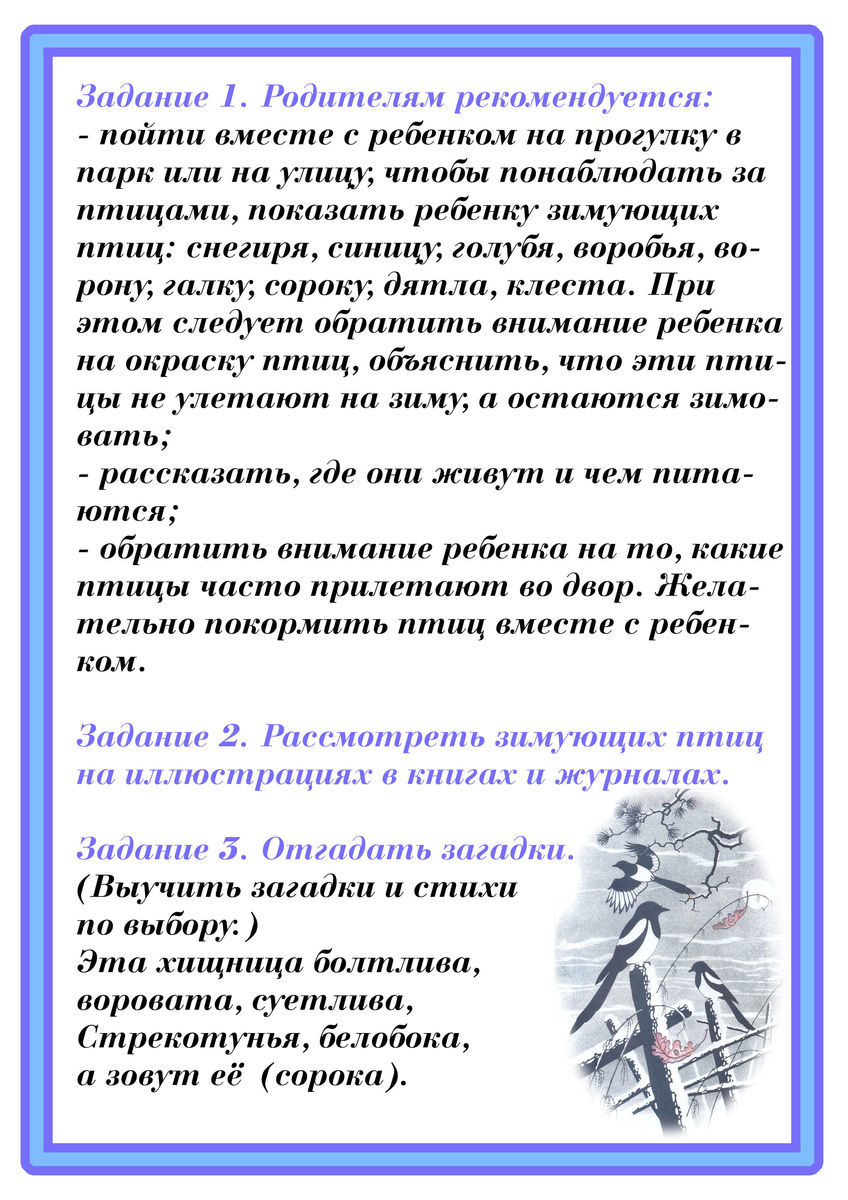 Задание 1. Родителям рекомендуется:
- пойти вместе с ребенком на прогулку в
парк или на улицу, чтобы понаблюдать за
птицами, показать ребенку зимующих
птиц: снегиря, синицу, голубя, воробья, во-
рону, галку, сороку, дятла, клеста. При
этом следует обратить внимание ребенка
на окраску птиц, объяснить, что эти пти-
цы не улетают на зиму, а остаются зимо-
вать;
- рассказать, где они живут и чем пита-
ются;
- обратить внимание ребенка на то, какие
птицы часто прилетают во двор. Жела-
тельно покормить птиц вместе с ребен-
ком.
Задание 2. Рассмотреть зимующих птиц
на иллюстрациях в книгах и журналах.
Задание 3. Отгадать загадки.
(Выучить загадки и стихи
по выбору.)
Эта хищница болтлива,
воровата, суетлива,
Стрекотунья, белобока,
а зовут её (сорока).